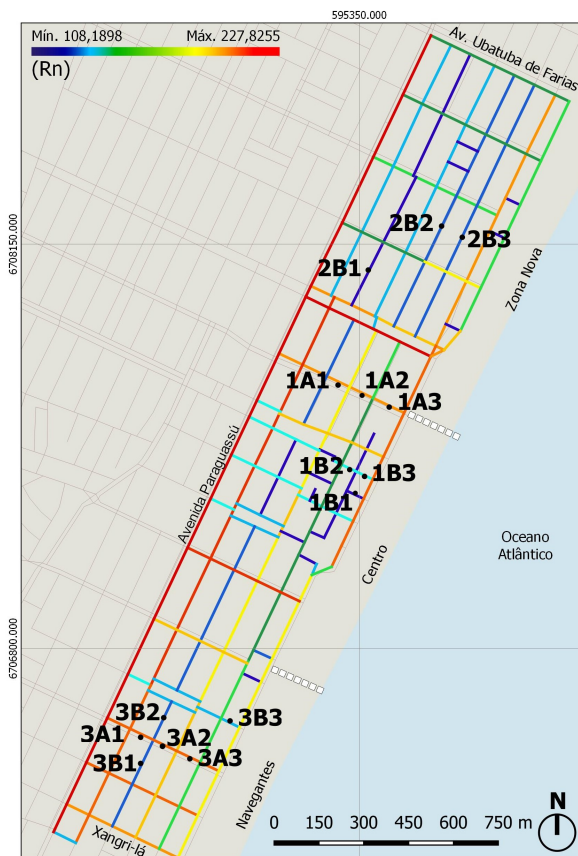 595350.000
Mín. 108,1898 Máx. 227,8255
(Rn)
Av. Ubatuba de Farias
6708150.000
2B2
2B3
2B1
Zona Nova
1A1
1A2
1A3
Avenida Paraguassú
1B2
1B3
1B1
Oceano
Atlântico
Centro
6706800.000
3B2
3B3
3A1
3A2
3B1
3A3
Navegantes
Xangri-lá
0 150 300 450 600 750 m
N